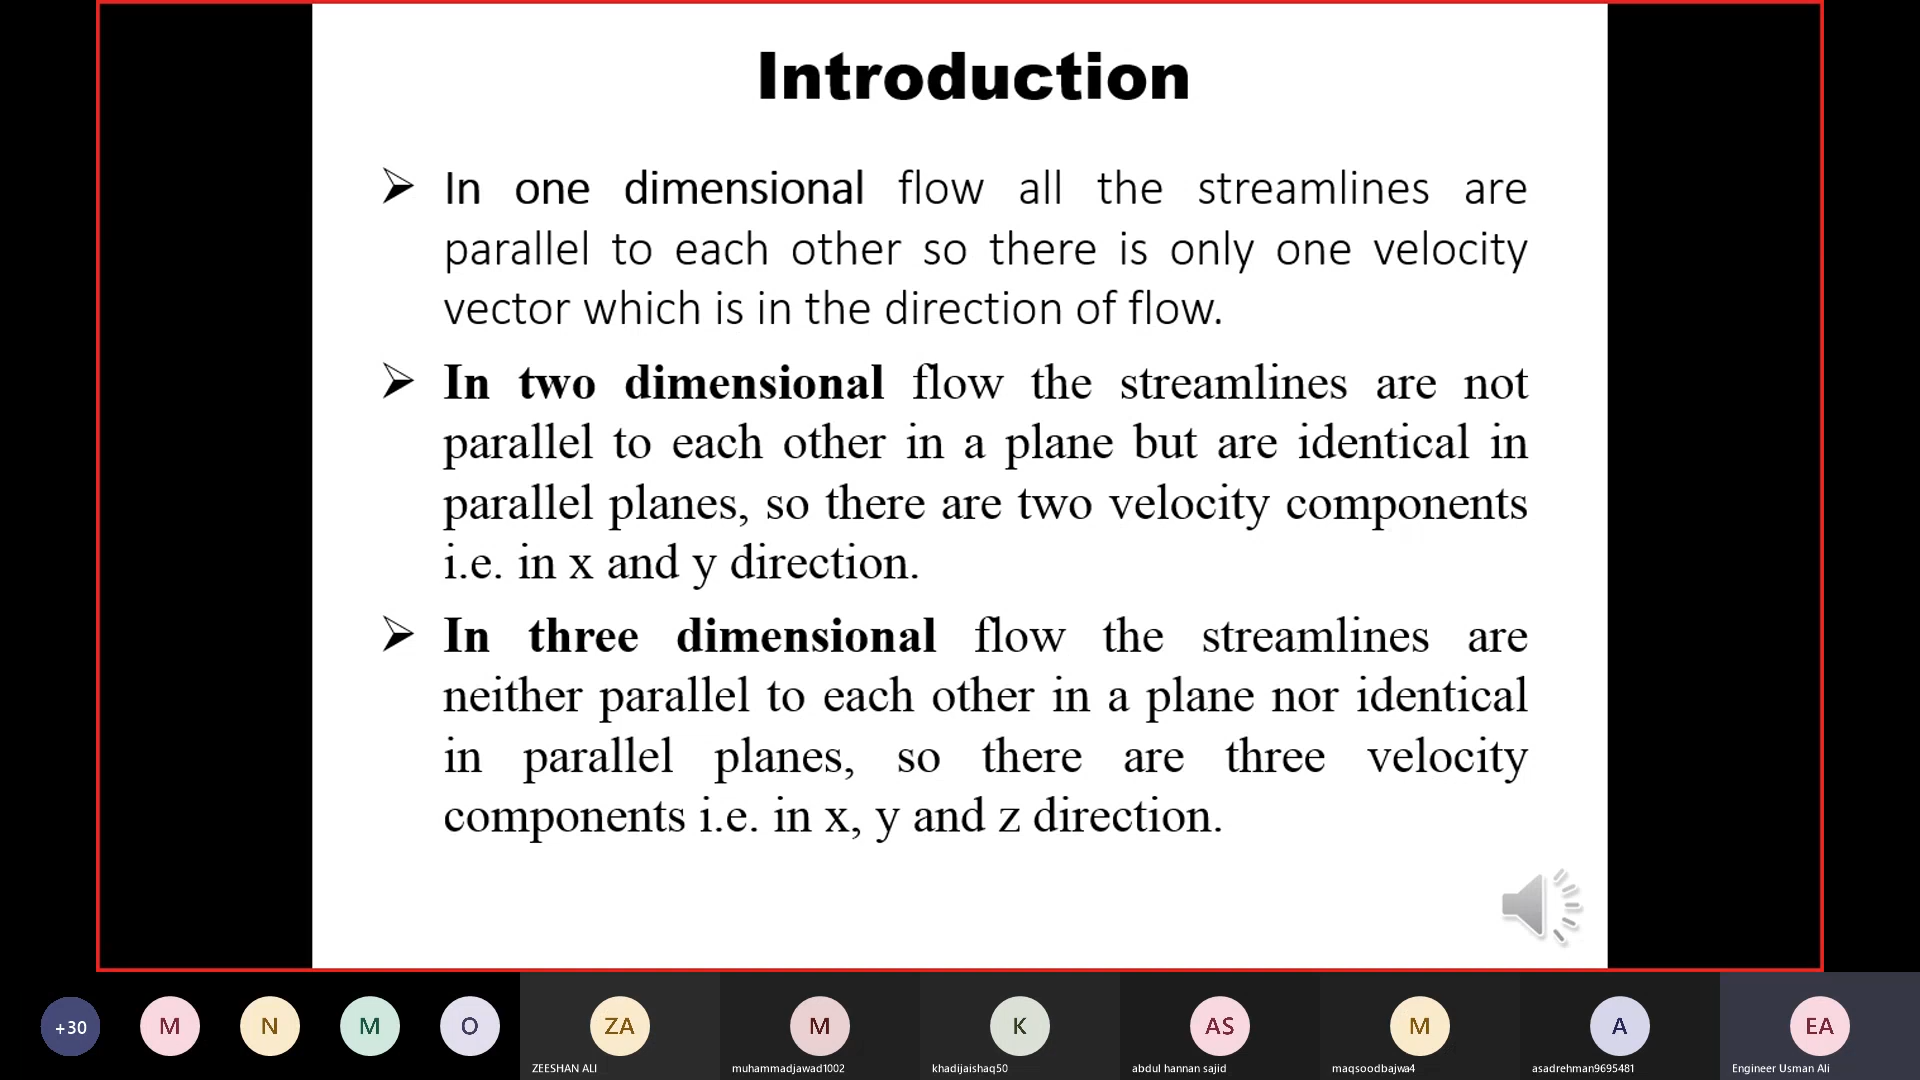 Introduction
➢ In one dimensional flow all the streamlines are
parallel to each other so there is only one velocity
vector which is in the direction of flow.
➢ In two dimensional flow the streamlines are not
parallel to each other in a plane but are identical in
parallel planes, so there are two velocity components
i.e. in x and y direction.
➢ In three dimensional flow the streamlines are
neither parallel to each other in a plane nor identical
in parallel planes, so there are three velocity
components i.e. in x, y and z direction.
+30 M N M O ZA M K AS M A EA
ZEESHAN ALI muhammadjawad1002 khadijaishaq50 abdul hannan sajid maqsoodbajwa4 asadrehman9695481 Engineer Usman Ali